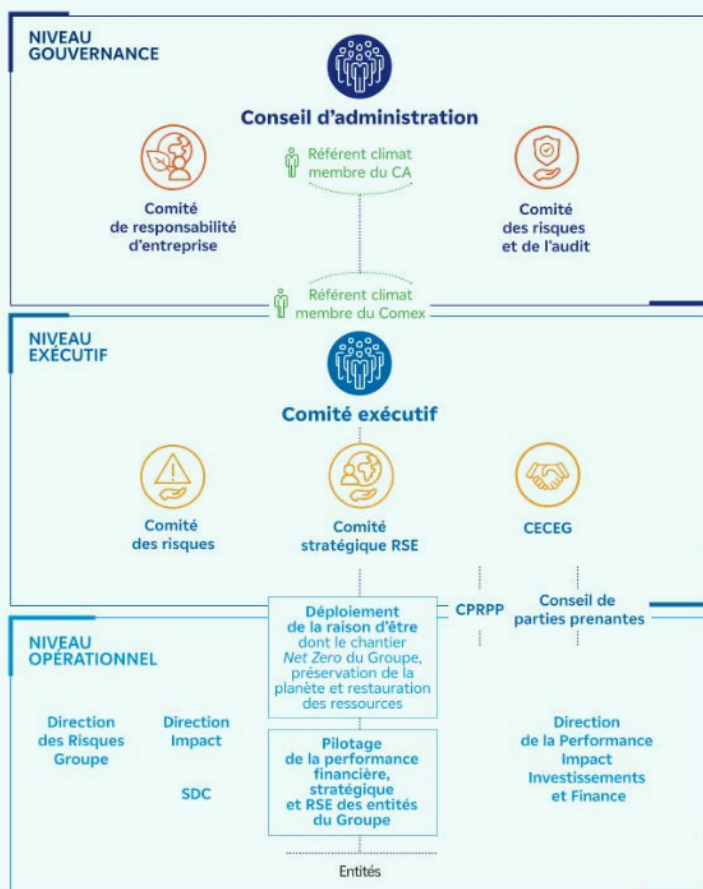 NIVEAU
GOUVERNANCE
Conseil d'administration
Référent climat
membre du CA
Comité
de responsabilité
d'entreprise
Comité
des risques
et de l'audit
Référent climat
membre du Comex
NIVEAU
EXÉCUTIF
Comité exécutif
Comité
des risques
Comité
stratégique RSE
CECEG
CPRPP
Conseil de
parties prenantes
NIVEAU
OPÉRATIONNEL
Déploiement
de la raison d'être
dont le chantier
Net Zero du Groupe,
préservation de la
planète et restauration
des ressources
Direction
des Risques
Groupe
Direction
Impact
SDC
Pilotage
de la performance
financière,
stratégique
et RSE des entités
du Groupe
Direction
de la Performance
Impact
Investissements
et Finance
Entités